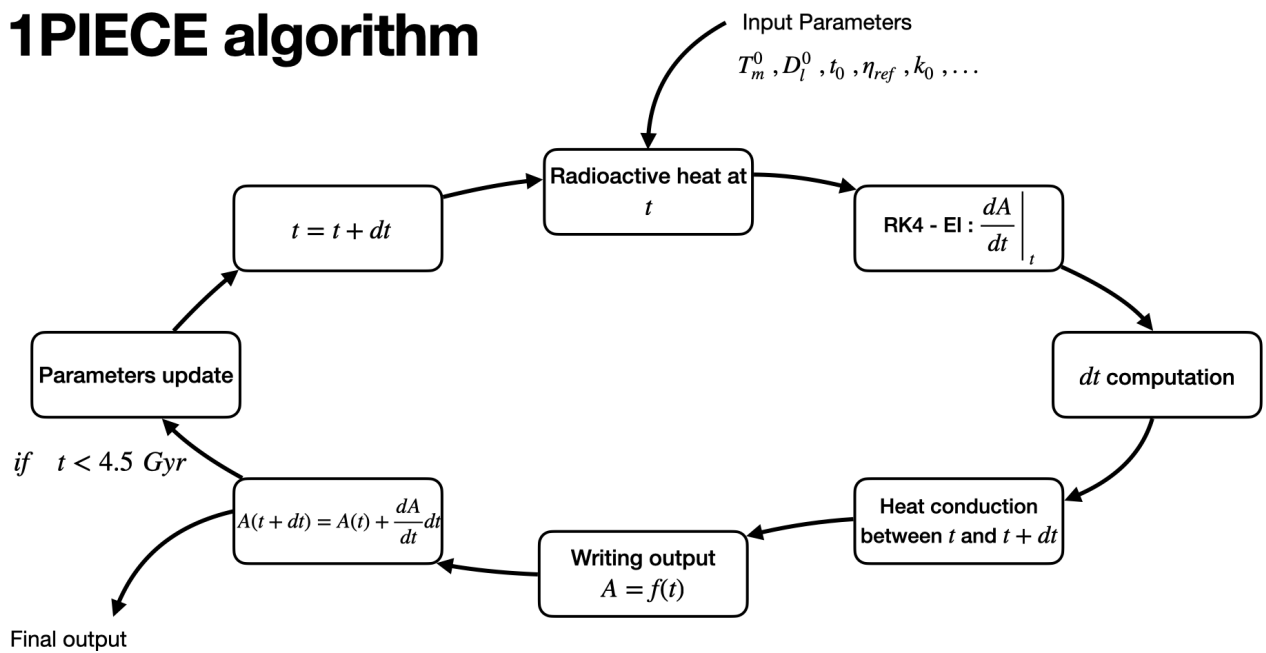 1PIECE algorithm
Input Parameters
T_m^0 , D_l^0 , t_0 , η_ref , k_0 , . . .
Radioactive heat at
t
RK4 - EI : dA/dt |_t
dt computation
Heat conduction
between t and t + dt
Writing output
A = f(t)
A(t + dt) = A(t) + dA/dt dt
if t < 4.5 Gyr
Final output
Parameters update
t = t + dt